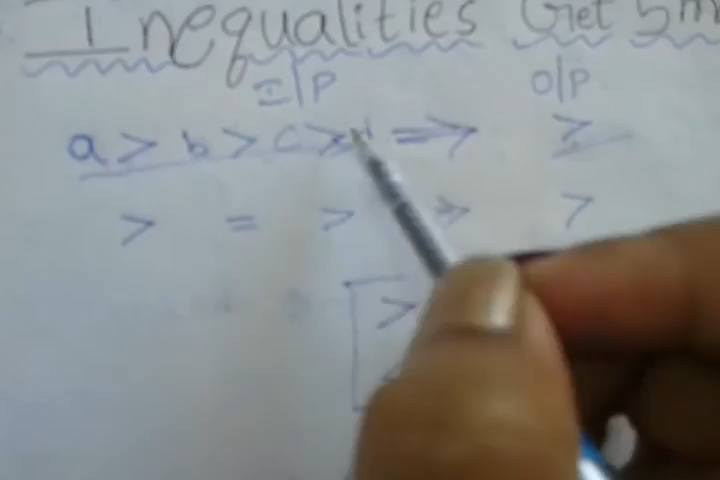 Inequalities Get 5m
I/P O/P
a > b > c > d ⇒ >
> = > ⇒ >
>